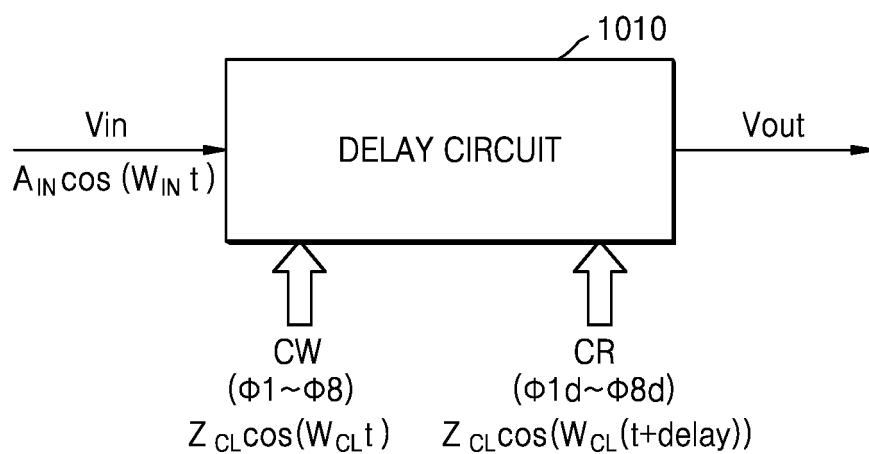 1010
Vin
A_IN cos (W_IN t)
DELAY CIRCUIT
Vout
CW
(Φ1~Φ8)
Z_CL cos(W_CL t)
CR
(Φ1d~Φ8d)
Z_CL cos(W_CL(t+delay))